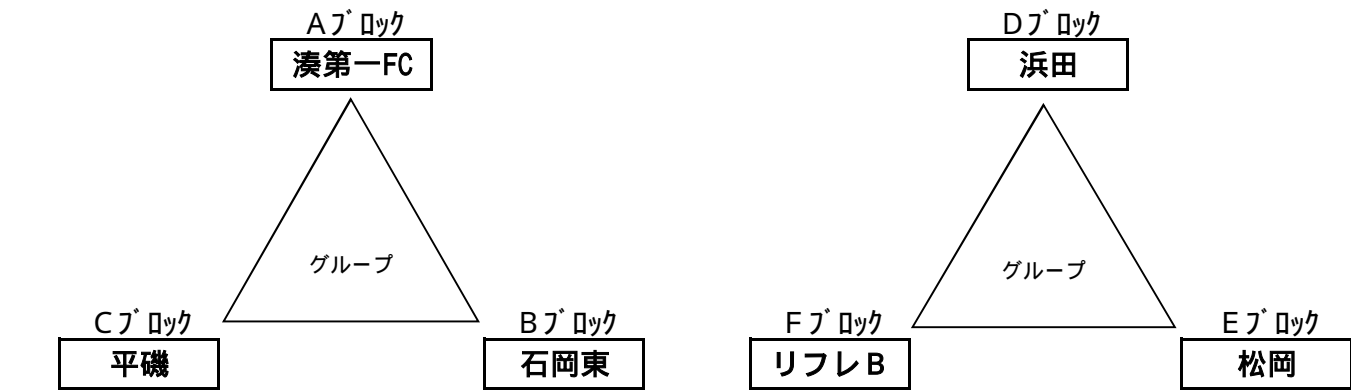 Aﾌﾞﾛｯｸ
湊第一FC
Dﾌﾞﾛｯｸ
浜田
グループ
グループ
Cﾌﾞﾛｯｸ
平磯
Bﾌﾞﾛｯｸ
石岡東
Fﾌﾞﾛｯｸ
リフレB
Eﾌﾞﾛｯｸ
松岡